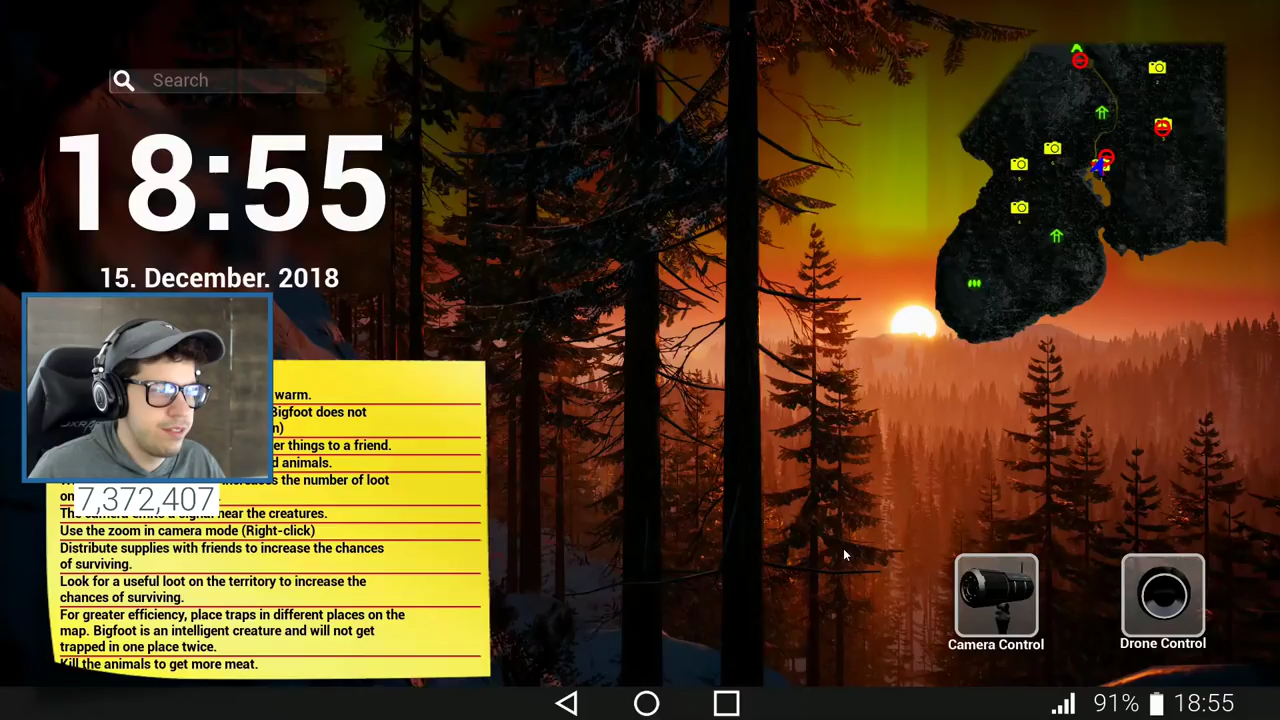 Search
18:55
15. December. 2018
warm.
Bigfoot does not
er things to a friend.
animals.
the number of loot
on
7,372,407
near the creatures.
Use the zoom in camera mode (Right-click)
Distribute supplies with friends to increase the chances
of surviving.
Look for a useful loot on the territory to increase the
chances of surviving.
For greater efficiency, place traps in different places on the
map. Bigfoot is an intelligent creature and will not get
trapped in one place twice.
Kill the animals to get more meat.
Camera Control
Drone Control
91%
18:55